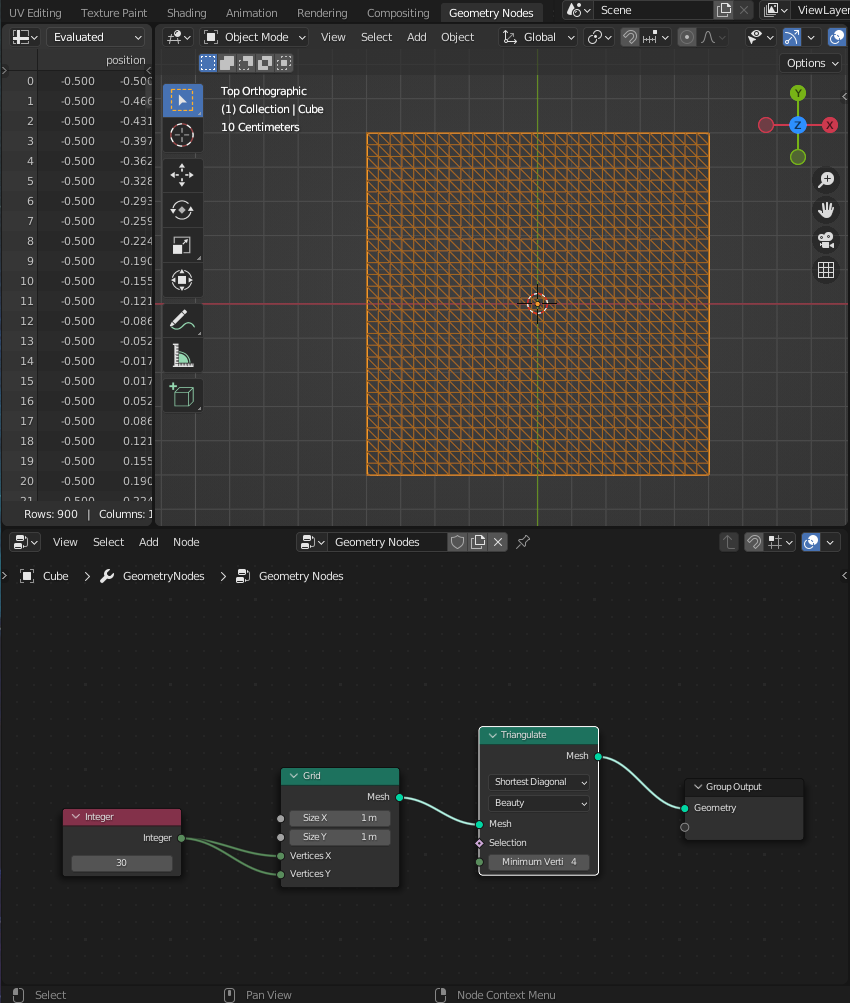 UV Editing Texture Paint Shading Animation Rendering Compositing Geometry Nodes Scene ViewLayer
Evaluated Object Mode View Select Add Object Global
Options
position
0 -0.500 -0.500
1 -0.500 -0.466
2 -0.500 -0.431
3 -0.500 -0.397
4 -0.500 -0.362
5 -0.500 -0.328
6 -0.500 -0.293
7 -0.500 -0.259
8 -0.500 -0.224
9 -0.500 -0.190
10 -0.500 -0.155
11 -0.500 -0.121
12 -0.500 -0.086
13 -0.500 -0.052
14 -0.500 -0.017
15 -0.500 0.017
16 -0.500 0.052
17 -0.500 0.086
18 -0.500 0.121
19 -0.500 0.155
20 -0.500 0.190
21 -0.500 0.224
Rows: 900 | Columns: 1
Top Orthographic
(1) Collection | Cube
10 Centimeters
Y
Z X
View Select Add Node Geometry Nodes
Cube GeometryNodes Geometry Nodes
Integer
Integer
30
Grid
Mesh
Size X 1 m
Size Y 1 m
Vertices X
Vertices Y
Triangulate
Mesh
Shortest Diagonal
Beauty
Mesh
Selection
Minimum Verti 4
Group Output
Geometry
Select Pan View Node Context Menu